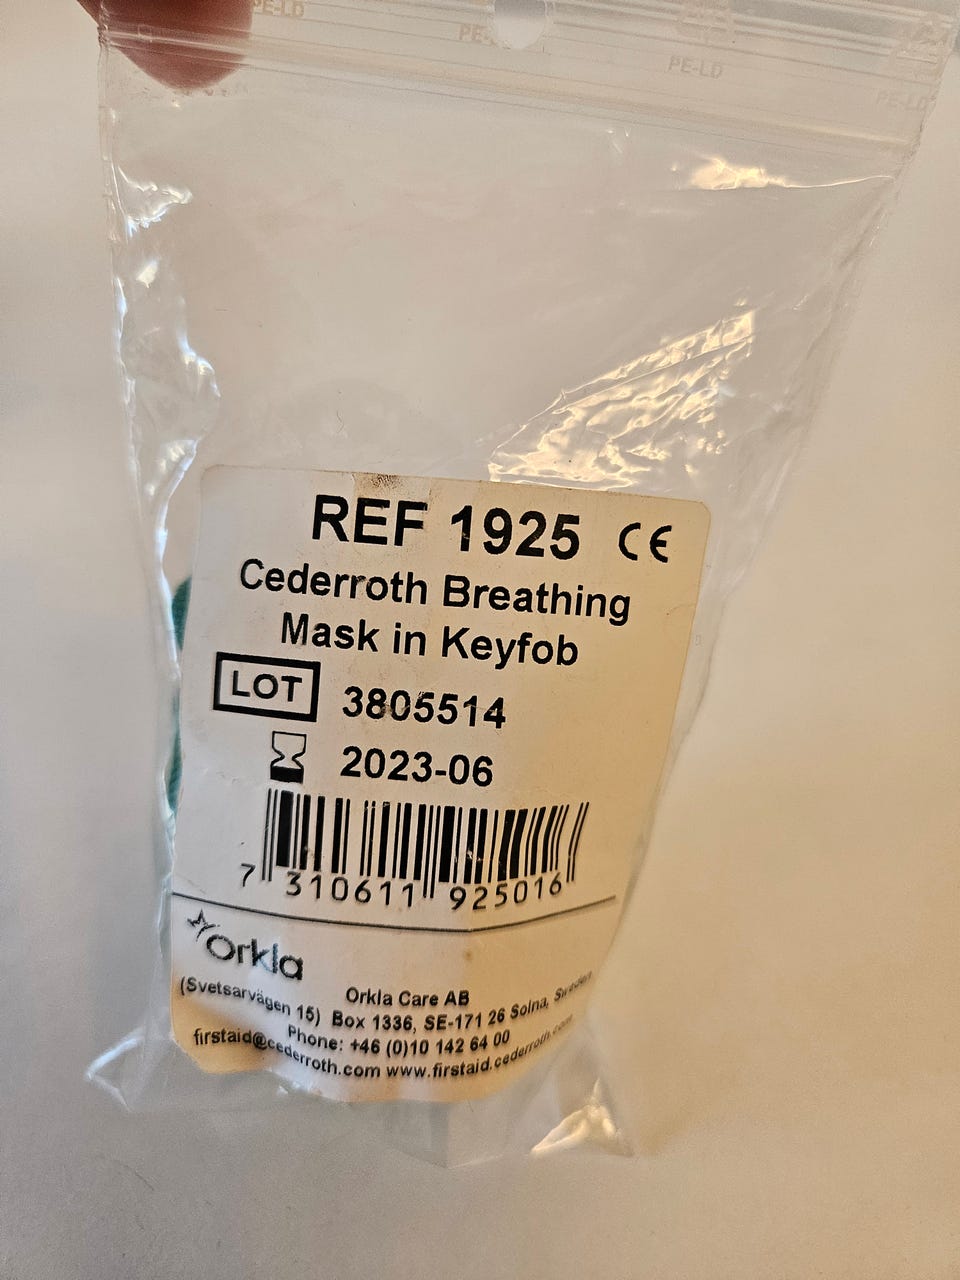 PE-LD
PE-LD
PE-LD
REF 1925 CE
Cederroth Breathing
Mask in Keyfob
LOT 3805514
2023-06
7 310611 925016
Orkla
Orkla Care AB
(Svetsarvägen 15) Box 1336, SE-171 26 Solna, Sweden
Phone: +46 (0)10 142 64 00
firstaid@cederroth.com www.firstaid.cederroth.com